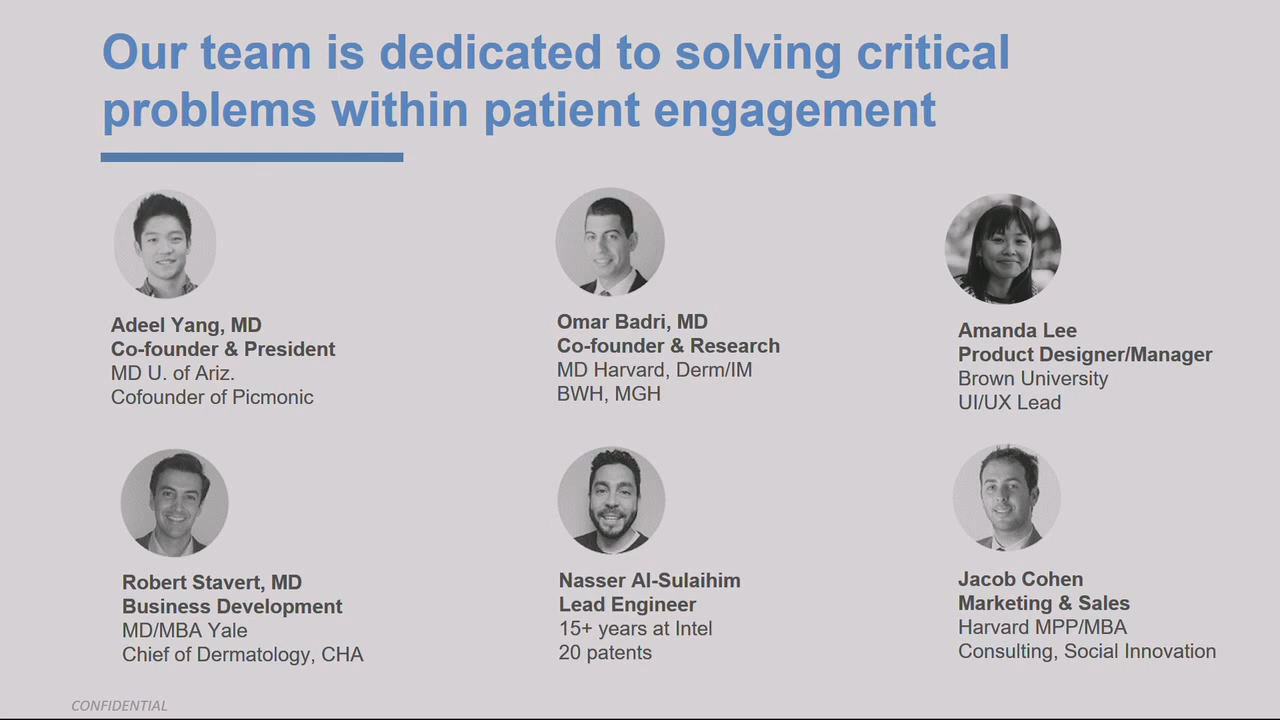 Our team is dedicated to solving critical
problems within patient engagement
Adeel Yang, MD
Co-founder & President
MD U. of Ariz.
Cofounder of Picmonic
Omar Badri, MD
Co-founder & Research
MD Harvard, Derm/IM
BWH, MGH
Amanda Lee
Product Designer/Manager
Brown University
UI/UX Lead
Robert Stavert, MD
Business Development
MD/MBA Yale
Chief of Dermatology, CHA
Nasser Al-Sulaihim
Lead Engineer
15+ years at Intel
20 patents
Jacob Cohen
Marketing & Sales
Harvard MPP/MBA
Consulting, Social Innovation
CONFIDENTIAL